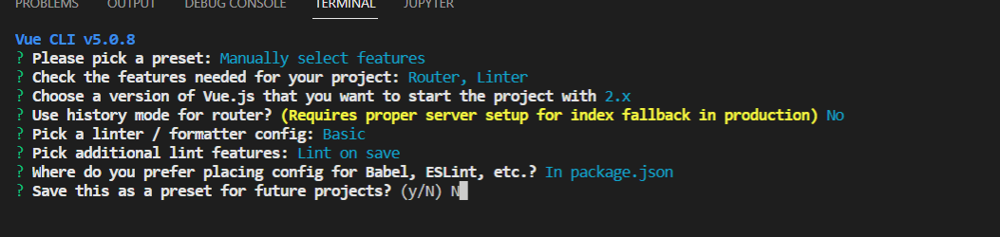 PROBLEMS OUTPUT DEBUG CONSOLE TERMINAL JUPYTER
Vue CLI v5.0.8
? Please pick a preset: Manually select features
? Check the features needed for your project: Router, Linter
? Choose a version of Vue.js that you want to start the project with 2.x
? Use history mode for router? (Requires proper server setup for index fallback in production) No
? Pick a linter / formatter config: Basic
? Pick additional lint features: Lint on save
? Where do you prefer placing config for Babel, ESLint, etc.? In package.json
? Save this as a preset for future projects? (y/N) N